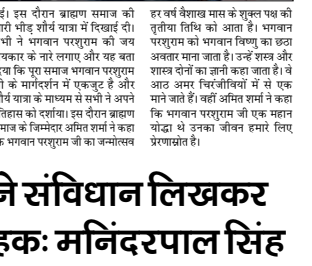 ई। इस दौरान ब्राह्मण समाज की
री भीड़ शौर्य यात्रा में दिखाई दी।
भी ने भगवान परशुराम की जय
यकार के नारे लगाए और यह बता
या कि पूरा समाज भगवान परशुराम
ी के मार्गदर्शन में एकजुट है और
र्य यात्रा के माध्यम से सभी ने अपने
तिहास को दर्शाया। इस दौरान ब्राह्मण
माज के जिम्मेदार अमित शर्मा ने कहा
क भगवान परशुराम जी का जन्मोत्सव
हर वर्ष वैशाख मास के शुक्ल पक्ष की
तृतीया तिथि को आता है। भगवान
परशुराम को भगवान विष्णु का छठा
अवतार माना जाता है। उन्हें शस्त्र और
शास्त्र दोनों का ज्ञानी कहा जाता है। वे
आठ अमर चिरंजीवियों में से एक
माने जाते हैं। वहीं अमित शर्मा ने कहा
कि भगवान परशुराम जी एक महान
योद्धा थे उनका जीवन हमारे लिए
प्रेरणास्रोत है।
ने संविधान लिखकर
हकः मनिंदरपाल सिंह